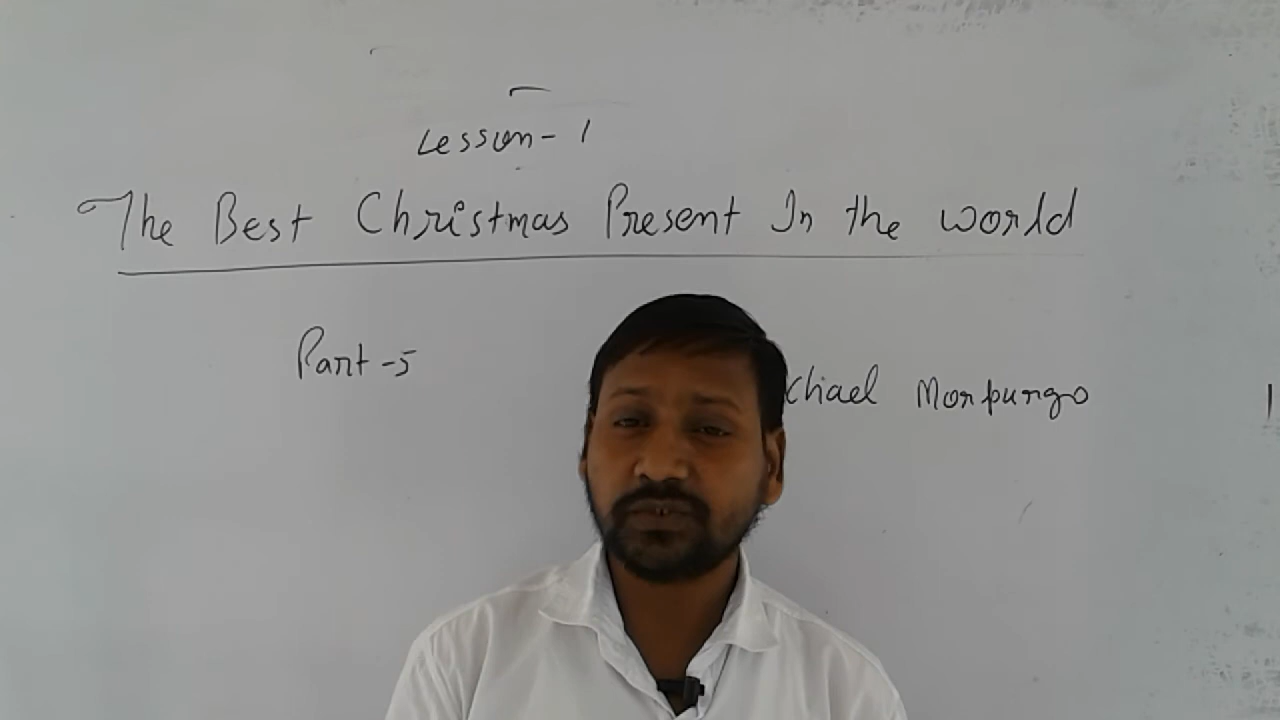 Lesson - 1
The Best Christmas Present In the world
Part -5
chael Morpurgo